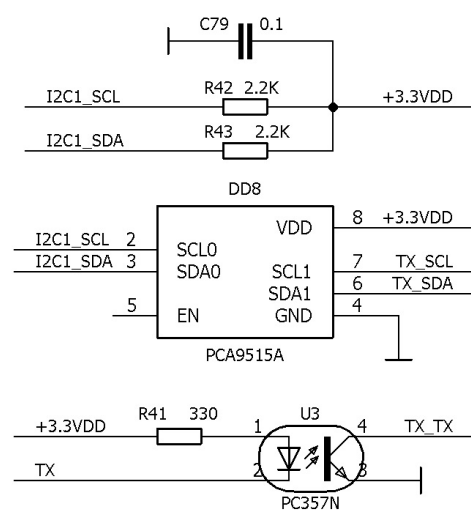 C79 0.1
I2C1_SCL R42 2.2K +3.3VDD
I2C1_SDA R43 2.2K
DD8
VDD 8 +3.3VDD
I2C1_SCL 2 SCL0
I2C1_SDA 3 SDA0 SCL1 7 TX_SCL
SDA1 6 TX_SDA
5 EN GND 4
PCA9515A
R41 330 U3
+3.3VDD 1 4 TX_TX
TX 2 3
PC357N